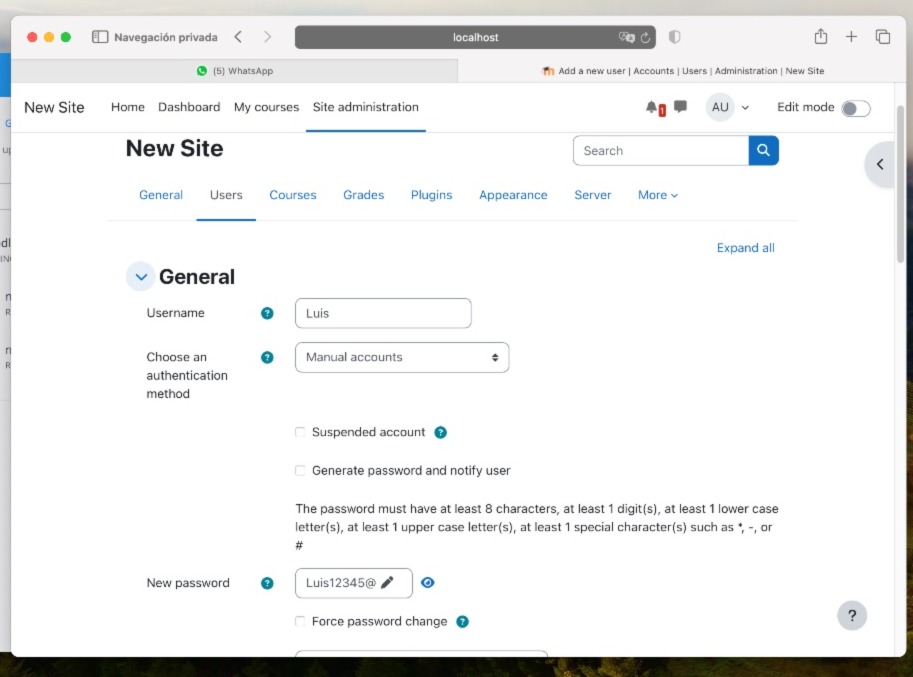 Navegación privada
localhost
(5) WhatsApp
Add a new user | Accounts | Users | Administration | New Site
New Site Home Dashboard My courses Site administration 1 AU Edit mode
New Site
Search
General Users Courses Grades Plugins Appearance Server More
Expand all
General
Username ? Luis
Choose an authentication method ? Manual accounts
Suspended account ?
Generate password and notify user
The password must have at least 8 characters, at least 1 digit(s), at least 1 lower case
letter(s), at least 1 upper case letter(s), at least 1 special character(s) such as *, -, or
#
New password ? Luis12345@
Force password change ?
?